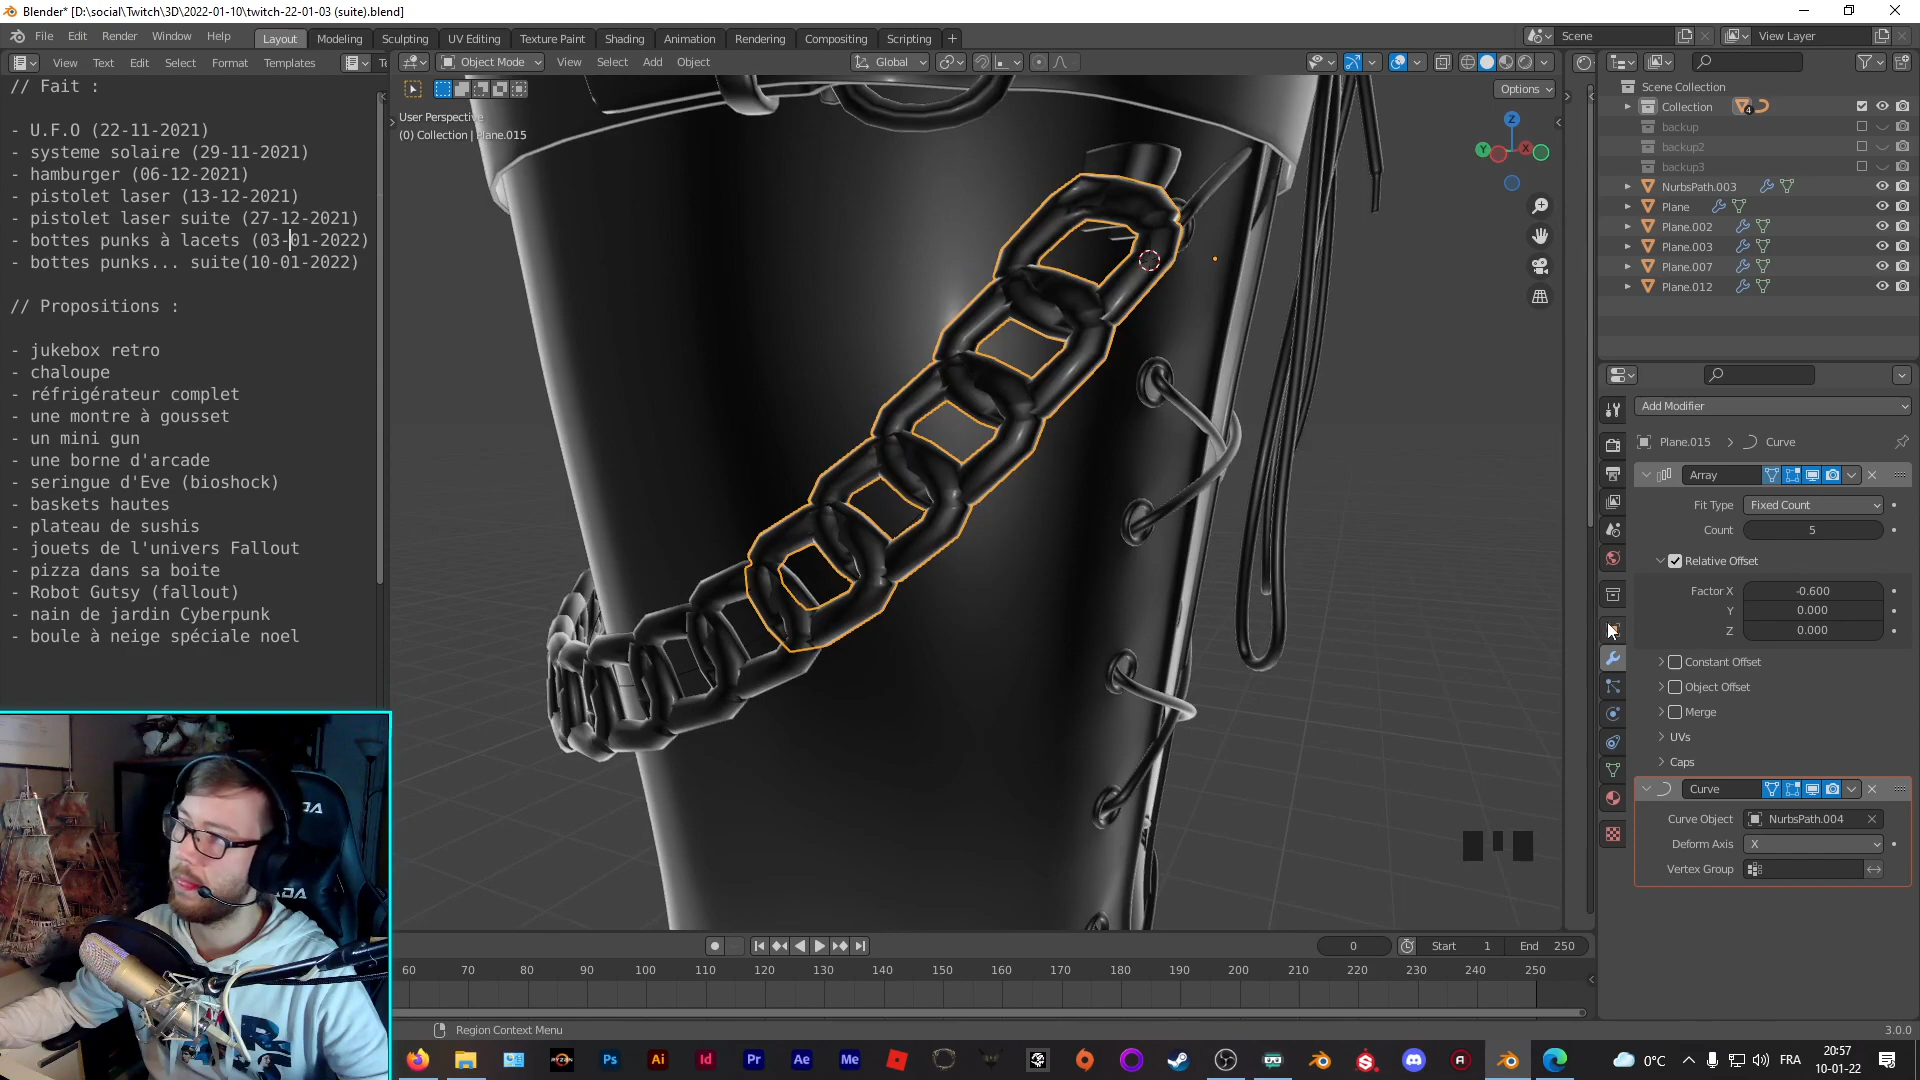 Blender* [D:\social\Twitch\3D\2022-01-10\twitch-22-01-03 (suite).blend]
File Edit Render Window Help
Layout Modeling Sculpting UV Editing Texture Paint Shading Animation Rendering Compositing Scripting
Scene
View Layer
View Text Edit Select Format Templates
Object Mode View Select Add Object
Global
Options
// Fait :
- U.F.O (22-11-2021)
- systeme solaire (29-11-2021)
- hamburger (06-12-2021)
- pistolet laser (13-12-2021)
- pistolet laser suite (27-12-2021)
- bottes punks à lacets (03-01-2022)
- bottes punks... suite(10-01-2022)
// Propositions :
- jukebox retro
- chaloupe
- réfrigérateur complet
- une montre à gousset
- un mini gun
- une borne d'arcade
- seringue d'Eve (bioshock)
- baskets hautes
- plateau de sushis
- jouets de l'univers Fallout
- pizza dans sa boite
- Robot Gutsy (fallout)
- nain de jardin Cyberpunk
- boule à neige spéciale noel
User Perspective
(0) Collection | Plane.015
Z
Y
X
Scene Collection
Collection
4
backup
backup2
backup3
NurbsPath.003
Plane
Plane.002
Plane.003
Plane.007
Plane.012
Add Modifier
Plane.015 Curve
Array
Fit Type Fixed Count
Count 5
Relative Offset
Factor X -0.600
Y 0.000
Z 0.000
Constant Offset
Object Offset
Merge
UVs
Caps
Curve
Curve Object NurbsPath.004
Deform Axis X
Vertex Group
0 Start 1 End 250
60 70 80 90 100 110 120 130 140 150 160 170 180 190 200 210 220 230 240 250
Region Context Menu
3.0.0
RYZEN Ps Ai Id Pr Ae Me
0°C
FRA
20:57
10-01-22